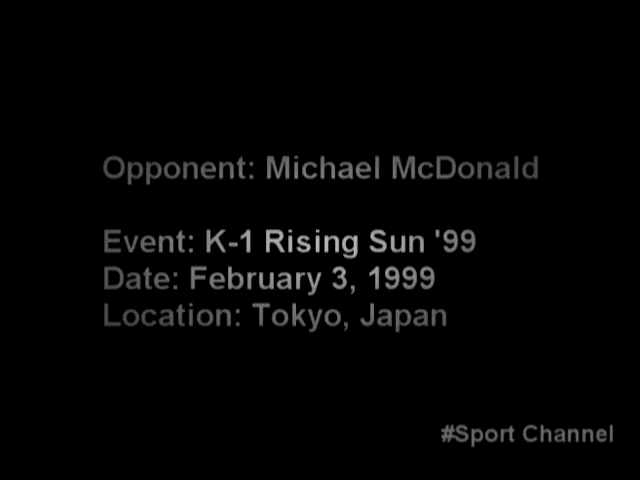 Opponent: Michael McDonald
Event: K-1 Rising Sun '99
Date: February 3, 1999
Location: Tokyo, Japan
#Sport Channel